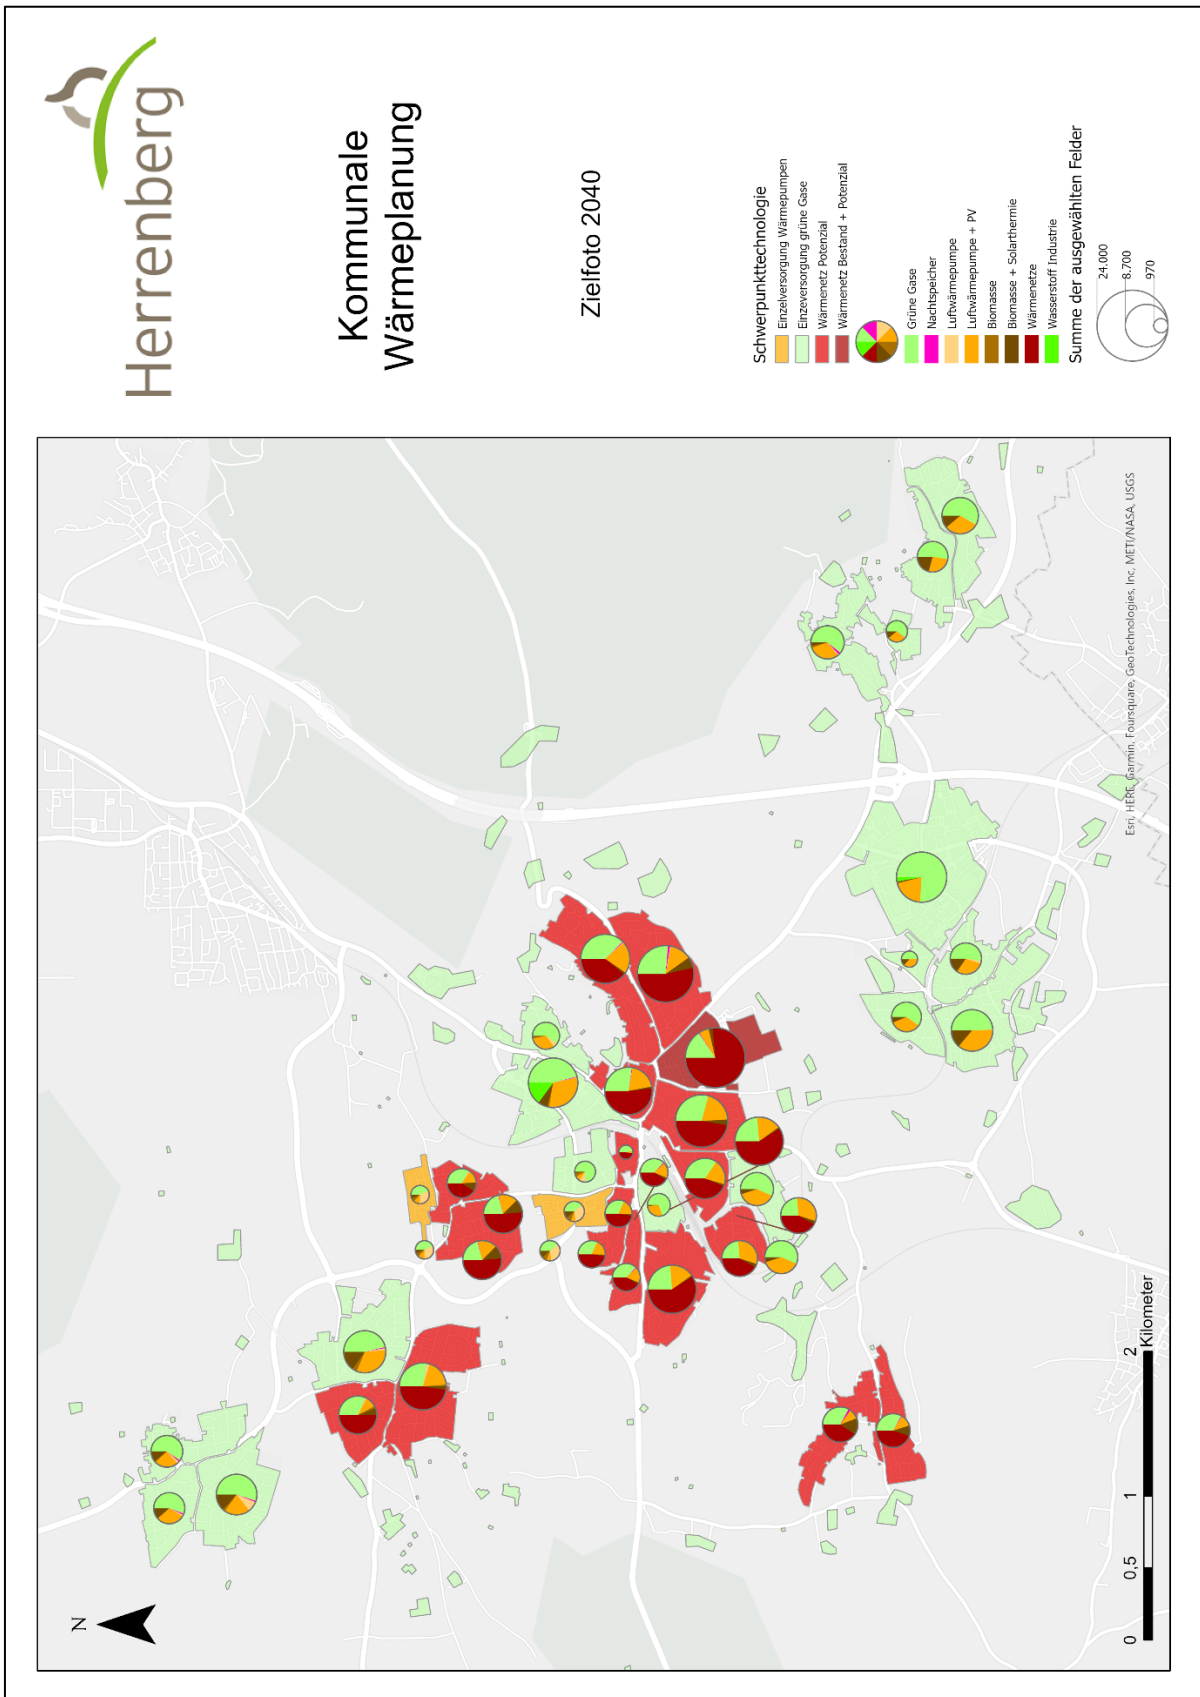 Herrenberg
Kommunale
Wärmeplanung
Zielfoto 2040
Schwerpunkttechnologie
Einzelversorgung Wärmepumpen
Einzeversorgung grüne Gase
Wärmenetz Potenzial
Wärmenetz Bestand + Potenzial
Grüne Gase
Nachtspeicher
Luftwärmepumpe
Luftwärmepumpe + PV
Biomasse
Biomasse + Solarthermie
Wärmenetze
Wasserstoff Industrie
Summe der ausgewählten Felder
24.000
8.700
970
N
0 0,5 1 2
Kilometer
Esri, HERE, Garmin, Foursquare, GeoTechnologies, Inc, METI/NASA, USGS